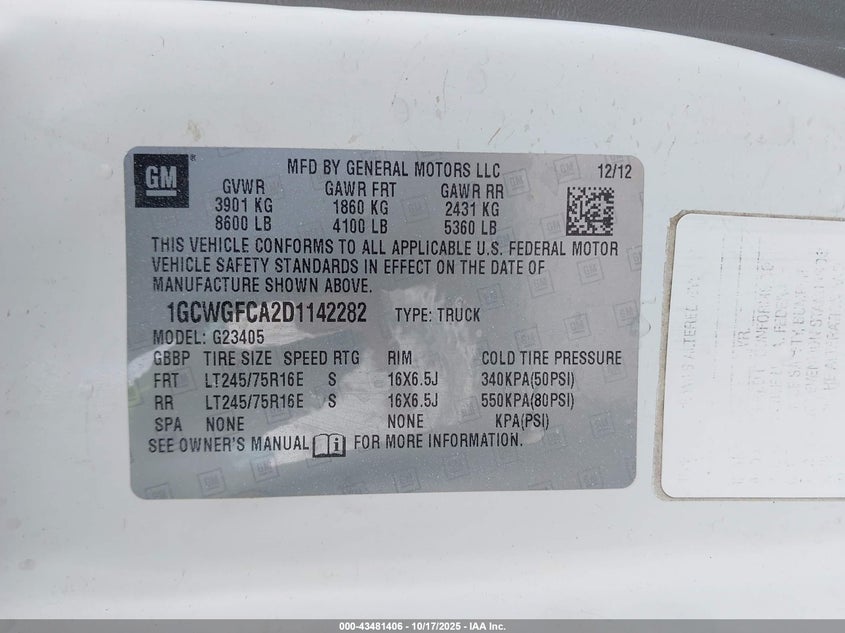 GM
MFD BY GENERAL MOTORS LLC 12/12
GVWR GAWR FRT GAWR RR
3901 KG 1860 KG 2431 KG
8600 LB 4100 LB 5360 LB
THIS VEHICLE CONFORMS TO ALL APPLICABLE U.S. FEDERAL MOTOR
VEHICLE SAFETY STANDARDS IN EFFECT ON THE DATE OF
MANUFACTURE SHOWN ABOVE.
1GCWGFCA2D1142282 TYPE: TRUCK
MODEL: G23405
GBBP TIRE SIZE SPEED RTG RIM COLD TIRE PRESSURE
FRT LT245/75R16E S 16X6.5J 340KPA(50PSI)
RR LT245/75R16E S 16X6.5J 550KPA(80PSI)
SPA NONE NONE KPA(PSI)
SEE OWNER'S MANUAL FOR MORE INFORMATION.
000-43481406 - 10/17/2025 - IAA Inc.